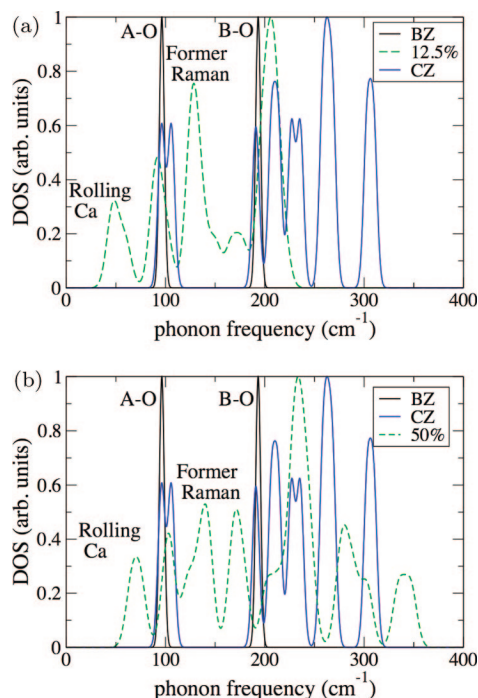 (a)
A-O
B-O
Former
Raman
Rolling
Ca
BZ
12.5%
CZ
DOS (arb. units)
1
0.8
0.6
0.4
0.2
0
0 100 200 300 400
phonon frequency (cm⁻¹)
(b)
A-O
B-O
Former
Raman
Rolling
Ca
BZ
CZ
50%
DOS (arb. units)
1
0.8
0.6
0.4
0.2
0
0 100 200 300 400
phonon frequency (cm⁻¹)